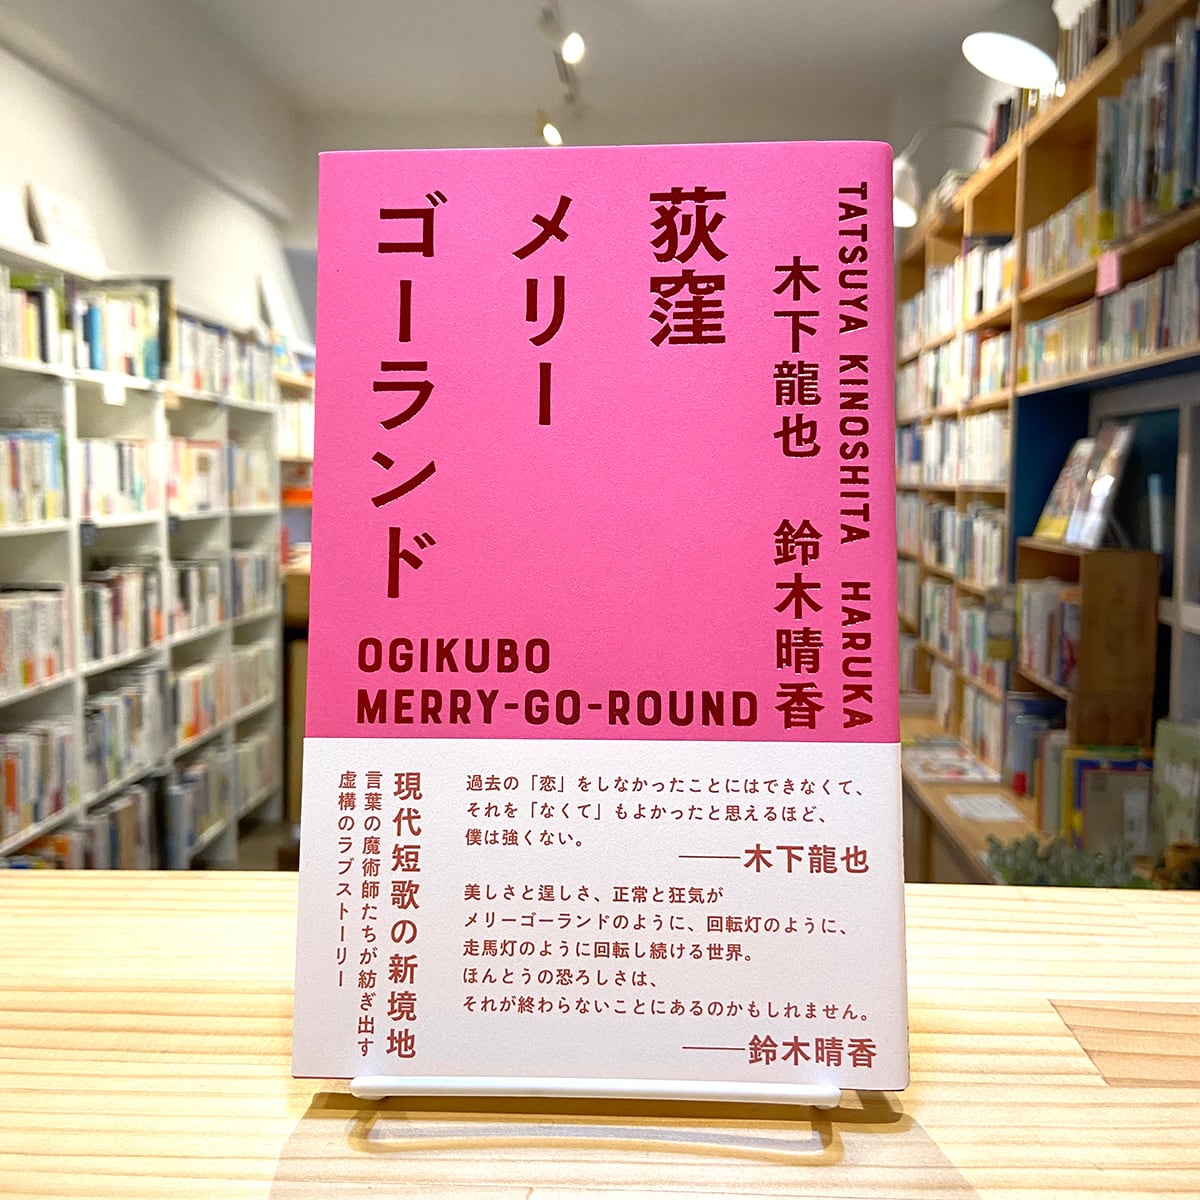 TATSUYA KINOSHITA HARUKA
木下龍也 鈴木晴香
荻窪
メリー
ゴーランド
OGIKUBO
MERRY-GO-ROUND
過去の「恋」をしなかったことにはできなくて、
それを「なくて」もよかったと思えるほど、
僕は強くない。
——木下龍也
美しさと逞しさ、正常と狂気が
メリーゴーランドのように、回転灯のように、
走馬灯のように回転し続ける世界。
ほんとうの恐ろしさは、
それが終わらないことにあるのかもしれません。
——鈴木晴香
現代短歌の新境地
言葉の魔術師たちが紡ぎ出す
虚構のラブストーリー